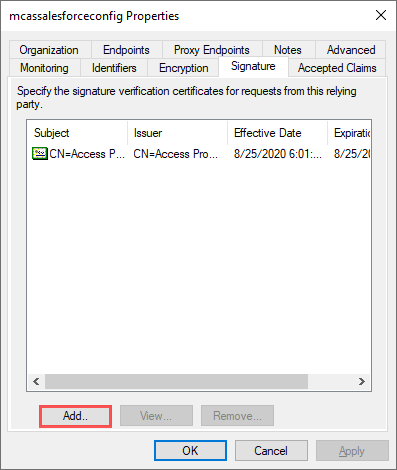 mcassalesforceconfig Properties
Organization Endpoints Proxy Endpoints Notes Advanced
Monitoring Identifiers Encryption Signature Accepted Claims
Specify the signature verification certificates for requests from this relying
party.
Subject Issuer Effective Date Expiratio
CN=Access P... CN=Access Pro... 8/25/2020 6:01:... 8/25/20
Add.. View... Remove...
OK Cancel Apply